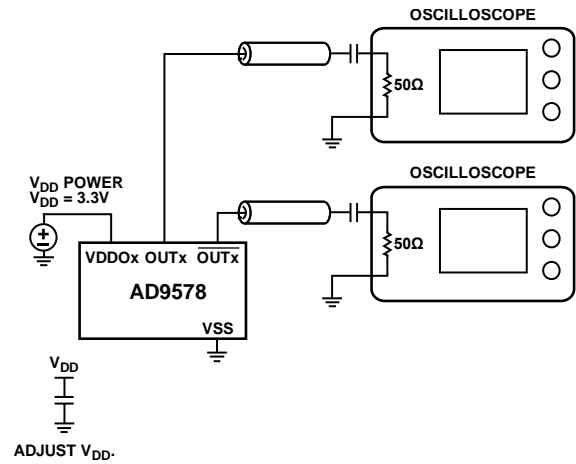 OSCILLOSCOPE
50Ω
OSCILLOSCOPE
50Ω
VDD POWER
VDD = 3.3V
VDDOx OUTx OUTx
AD9578
VSS
VDD
ADJUST VDD.